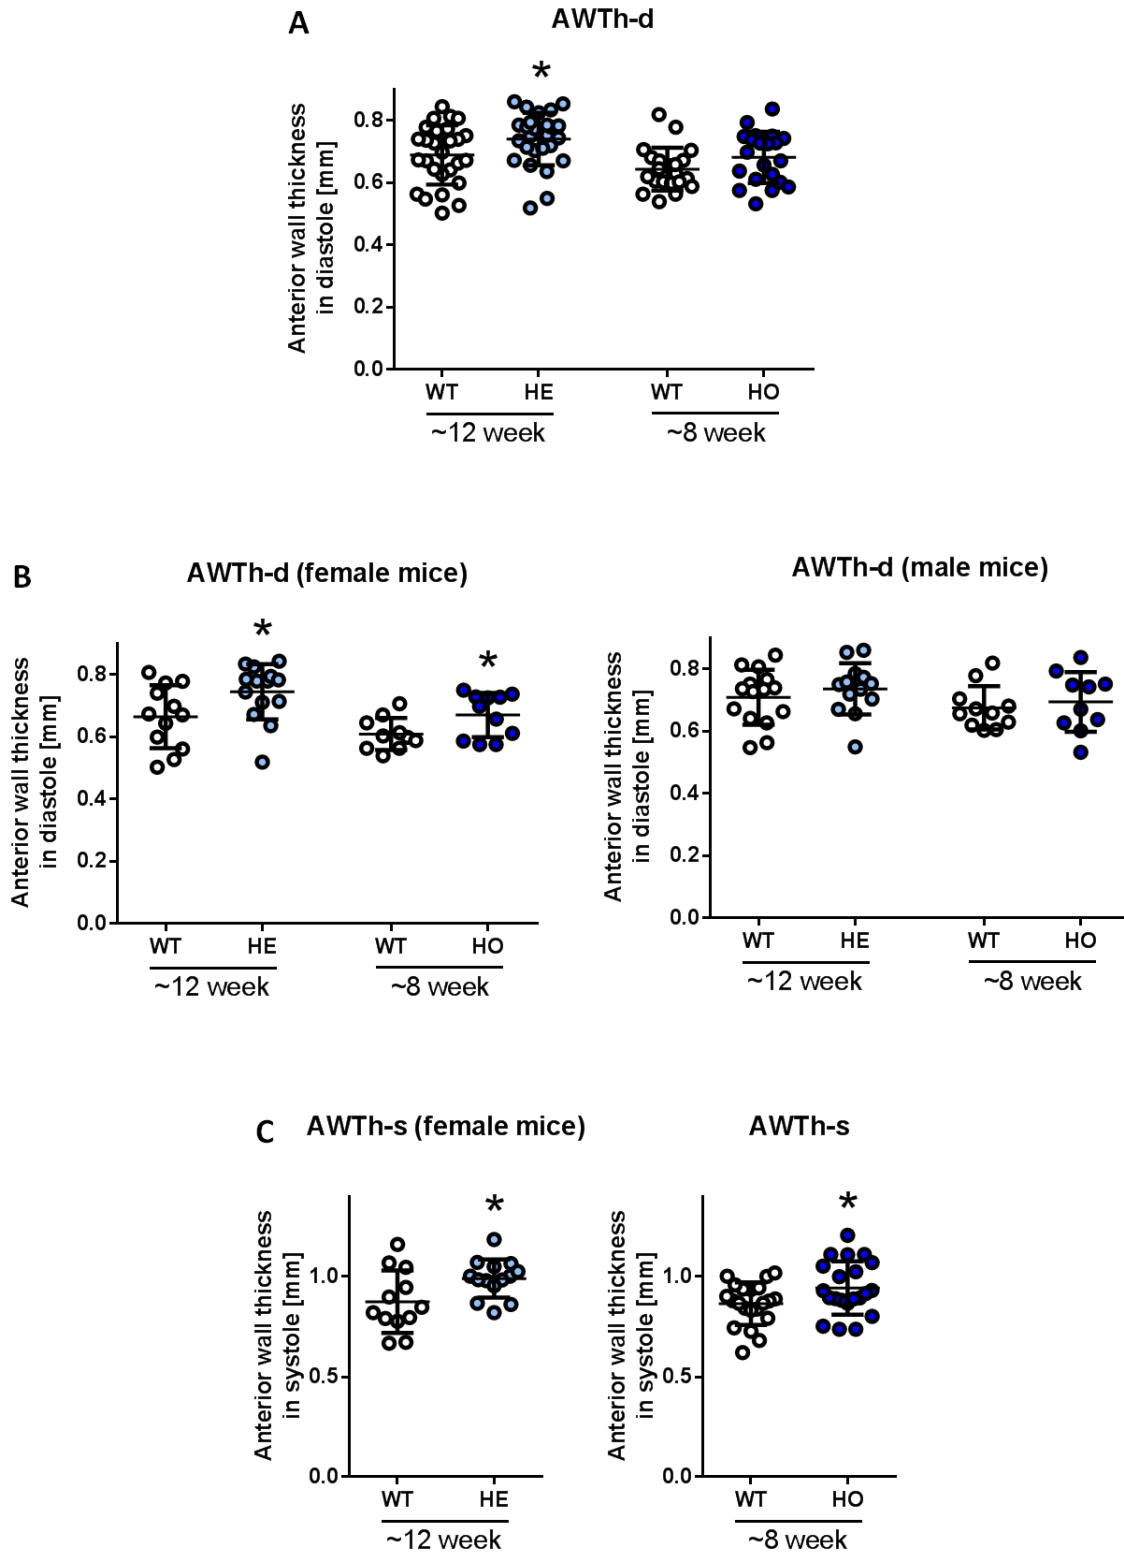 A
AWTh-d
*
Anterior wall thickness
in diastole [mm]
0.8
0.6
0.4
0.2
0.0
WT
HE
WT
HO
~12 week
~8 week
B
AWTh-d (female mice)
*
*
Anterior wall thickness
in diastole [mm]
0.8
0.6
0.4
0.2
0.0
WT
HE
WT
HO
~12 week
~8 week
AWTh-d (male mice)
Anterior wall thickness
in diastole [mm]
0.8
0.6
0.4
0.2
0.0
WT
HE
WT
HO
~12 week
~8 week
C
AWTh-s (female mice)
*
Anterior wall thickness
in systole [mm]
1.0
0.5
0.0
WT
HE
~12 week
AWTh-s
*
Anterior wall thickness
in systole [mm]
1.0
0.5
0.0
WT
HO
~8 week